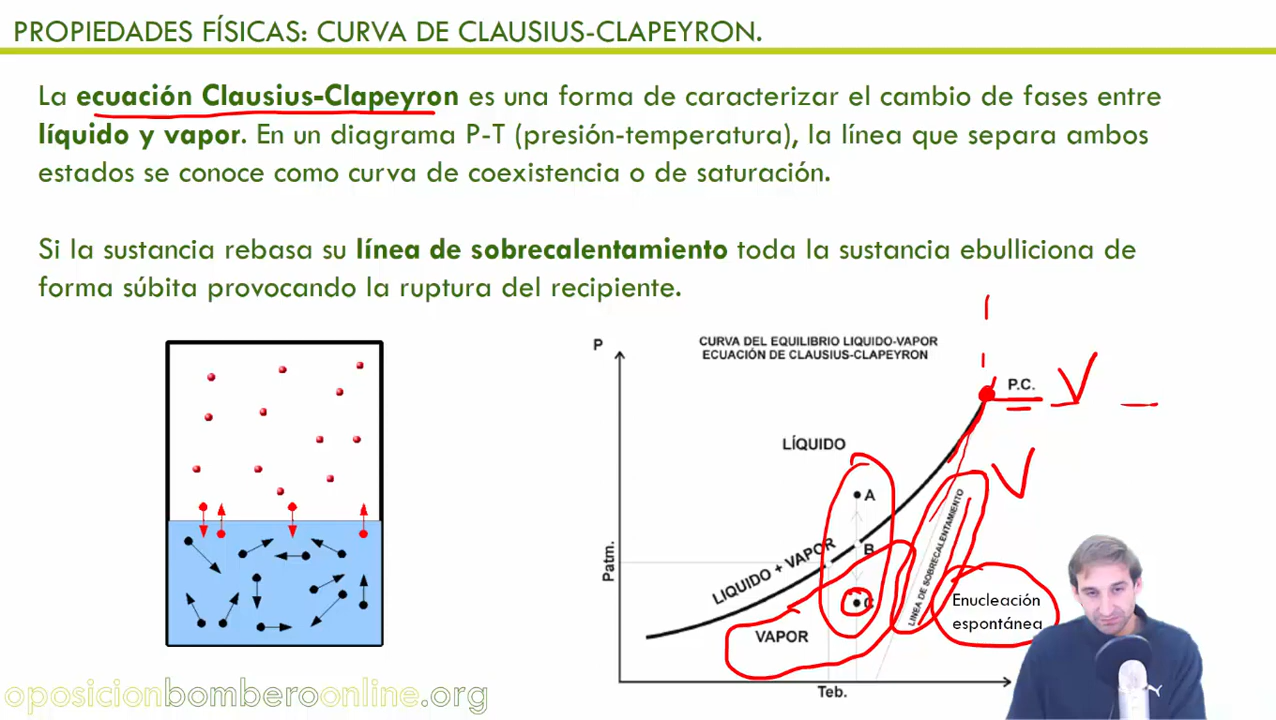 PROPIEDADES FÍSICAS: CURVA DE CLAUSIUS-CLAPEYRON.
La ecuación Clausius-Clapeyron es una forma de caracterizar el cambio de fases entre
líquido y vapor. En un diagrama P-T (presión-temperatura), la línea que separa ambos
estados se conoce como curva de coexistencia o de saturación.
Si la sustancia rebasa su línea de sobrecalentamiento toda la sustancia ebulliciona de
forma súbita provocando la ruptura del recipiente.
P
CURVA DEL EQUILIBRIO LIQUIDO-VAPOR
ECUACIÓN DE CLAUSIUS-CLAPEYRON
P.C.
V
LÍQUIDO
V
A
B
LIQUIDO + VAPOR
Patm.
C
LINEA DE SOBRECALENTAMIENTO
Enucleación
espontánea
VAPOR
Teb.
oposicionbomberoonline.org